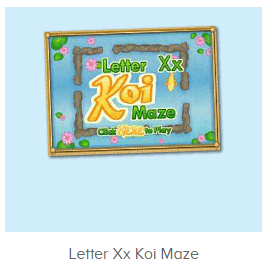 Letter Xx
Koi
Maze
Click HERE to Play
Letter Xx Koi Maze